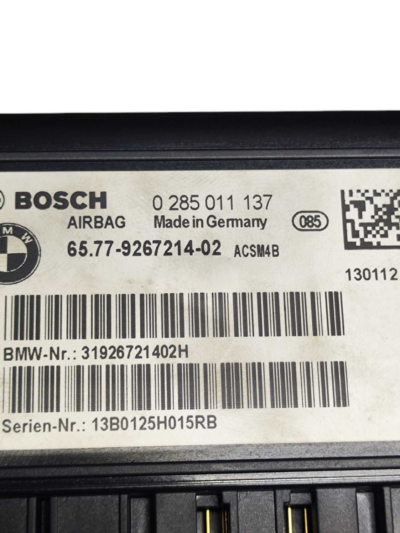 BOSCH 0 285 011 137
AIRBAG Made in Germany 085
65.77-9267214-02 ACSM4B
130112
BMW-Nr.: 31926721402H
Serien-Nr.: 13B0125H015RB